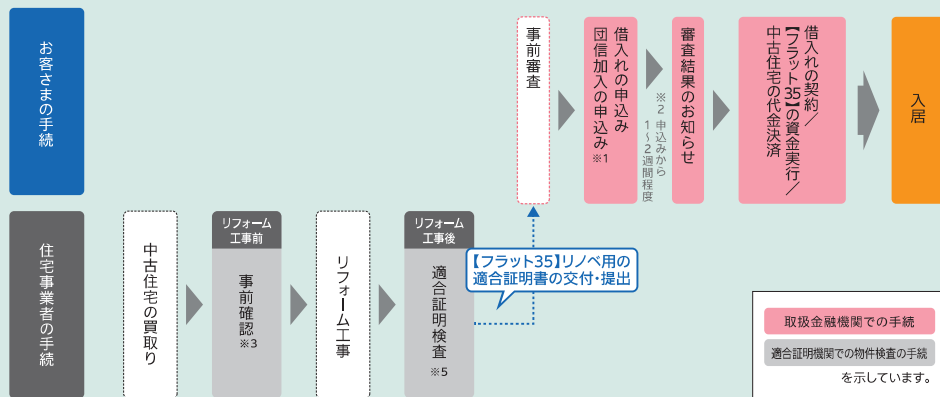 お客さまの手続
事前審査
借入れの申込み
団信加入の申込み※1
※2 申込みから
1～2週間程度
審査結果のお知らせ
借入れの契約／
【フラット35】の資金実行／
中古住宅の代金決済
入居
住宅事業者の手続
中古住宅の買取り
リフォーム
工事前
事前確認
※3
リフォーム工事
リフォーム
工事後
適合証明検査
※5
【フラット35】リノベ用の
適合証明書の交付・提出
取扱金融機関での手続
適合証明機関での物件検査の手続
を示しています。